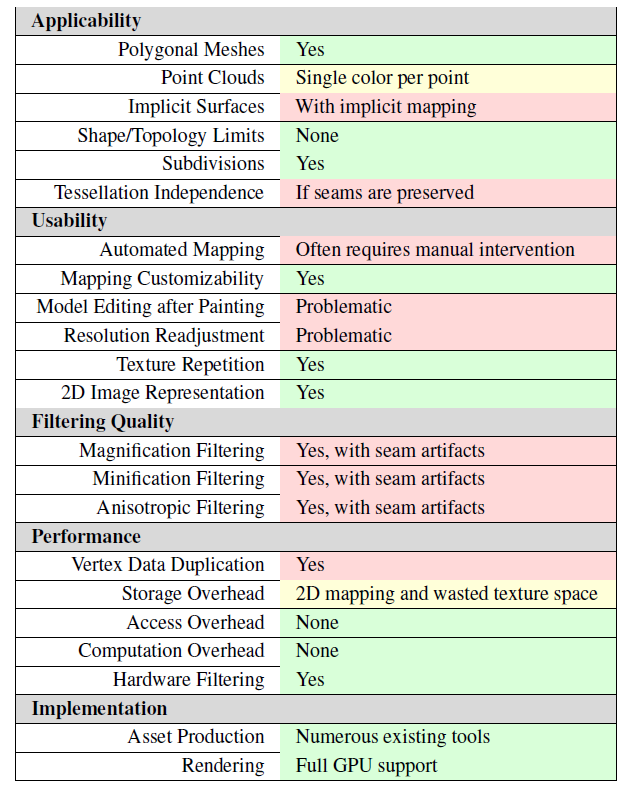 Applicability
Polygonal Meshes Yes
Point Clouds Single color per point
Implicit Surfaces With implicit mapping
Shape/Topology Limits None
Subdivisions Yes
Tessellation Independence If seams are preserved
Usability
Automated Mapping Often requires manual intervention
Mapping Customizability Yes
Model Editing after Painting Problematic
Resolution Readjustment Problematic
Texture Repetition Yes
2D Image Representation Yes
Filtering Quality
Magnification Filtering Yes, with seam artifacts
Minification Filtering Yes, with seam artifacts
Anisotropic Filtering Yes, with seam artifacts
Performance
Vertex Data Duplication Yes
Storage Overhead 2D mapping and wasted texture space
Access Overhead None
Computation Overhead None
Hardware Filtering Yes
Implementation
Asset Production Numerous existing tools
Rendering Full GPU support